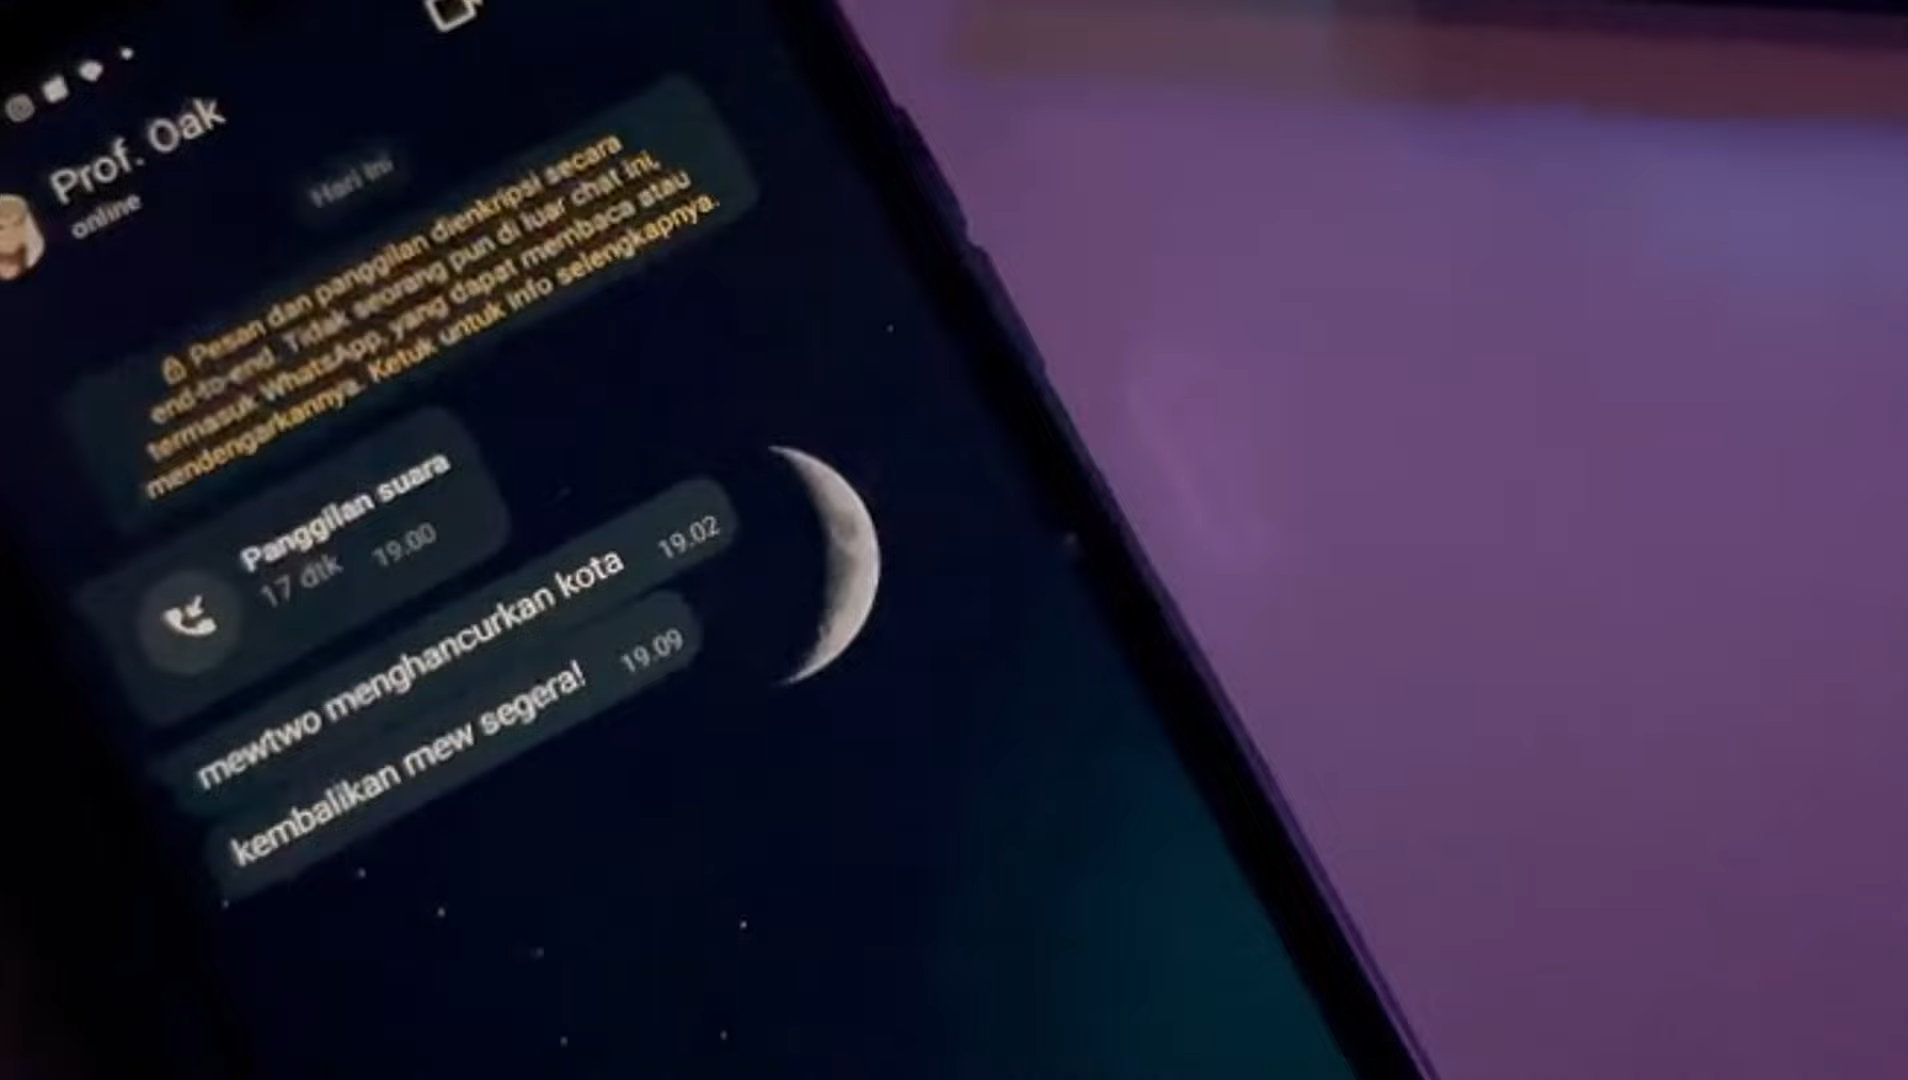 Prof. Oak
online
Hari Ini
Pesan dan panggilan dienkripsi secara
end-to-end. Tidak seorang pun di luar chat ini,
termasuk WhatsApp, yang dapat membaca atau
mendengarkannya. Ketuk untuk info selengkapnya.
Panggilan suara
17 dtk 19.00
mewtwo menghancurkan kota 19.02
kembalikan mew segera! 19.09